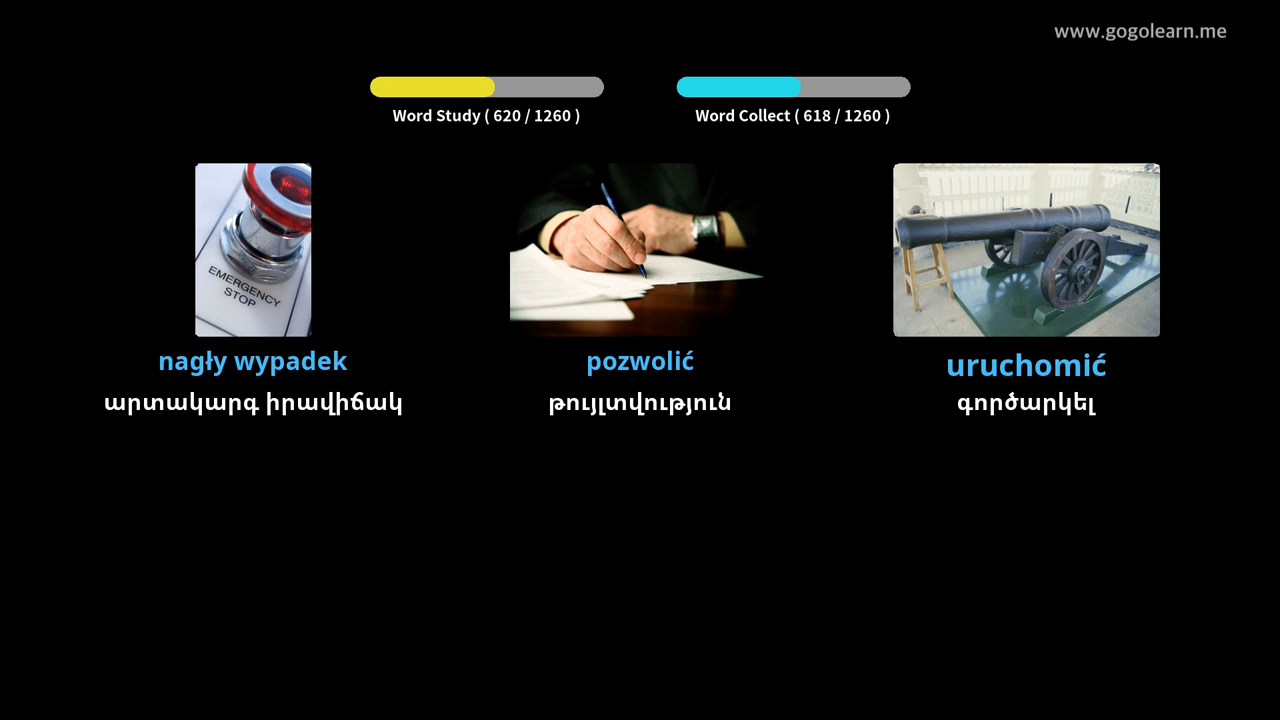 www.gogolearn.me
Word Study ( 620 / 1260 )
Word Collect ( 618 / 1260 )
EMERGENCY
STOP
nagły wypadek
արտակարգ իրավիճակ
pozwolić
թույլտվություն
uruchomić
գործարկել